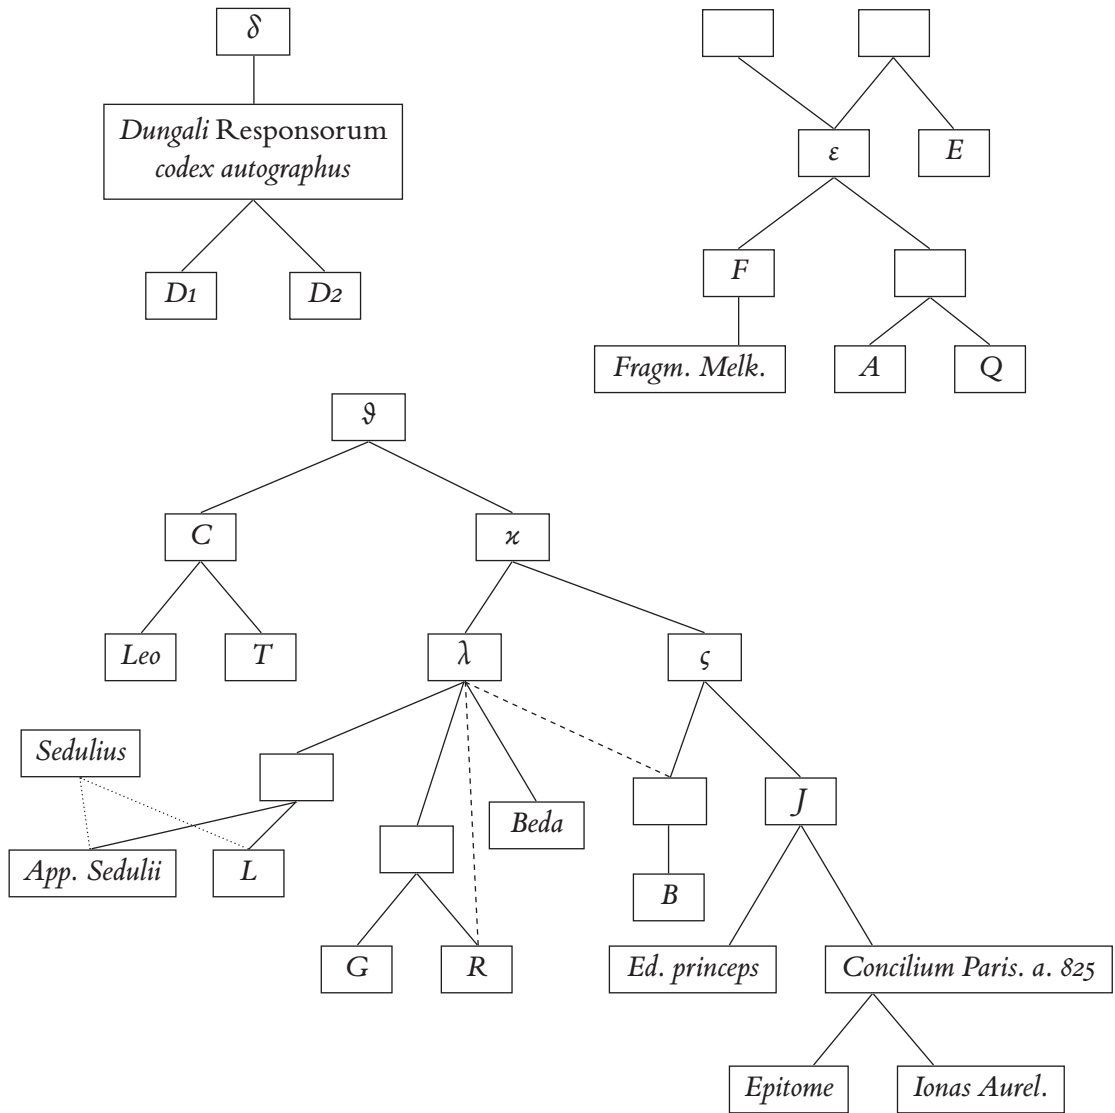 δ
Dungali Responsorum
codex autographus
D1
D2
ε
E
F
Fragm. Melk.
A
Q
ϑ
C
ϰ
Leo
T
λ
ς
Sedulius
App. Sedulii
L
Beda
J
B
G
R
Ed. princeps
Concilium Paris. a. 825
Epitome
Ionas Aurel.